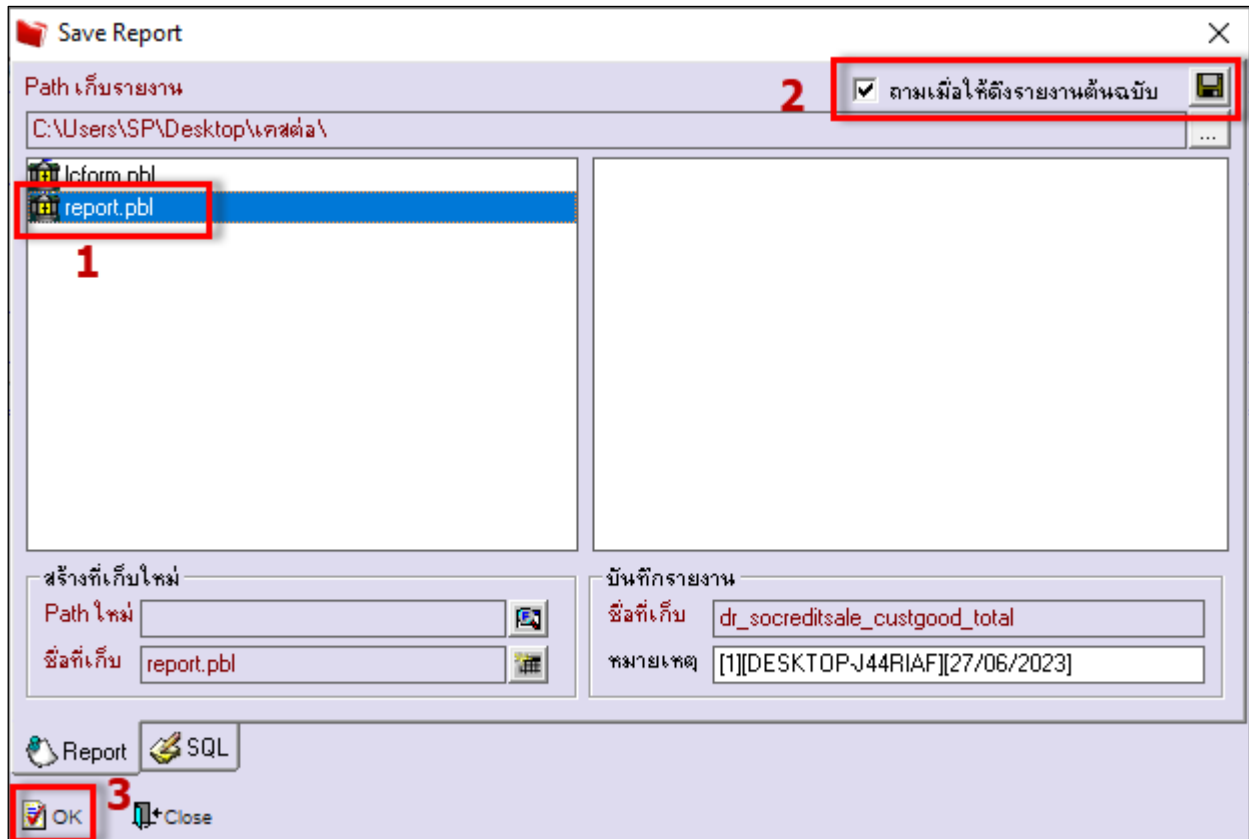 Save Report
Path เก็บรายงาน
2
ถามเมื่อให้ดึงรายงานต้นฉบับ
C:\Users\SP\Desktop\เคสต่อ\
...
lcform.pbl
report.pbl
1
สร้างที่เก็บใหม่
Path ใหม่
ชื่อที่เก็บ report.pbl
บันทึกรายงาน
ชื่อที่เก็บ dr_socreditsale_custgood_total
หมายเหตุ [1][DESKTOP-J44RIAF][27/06/2023]
Report SQL
OK 3 Close